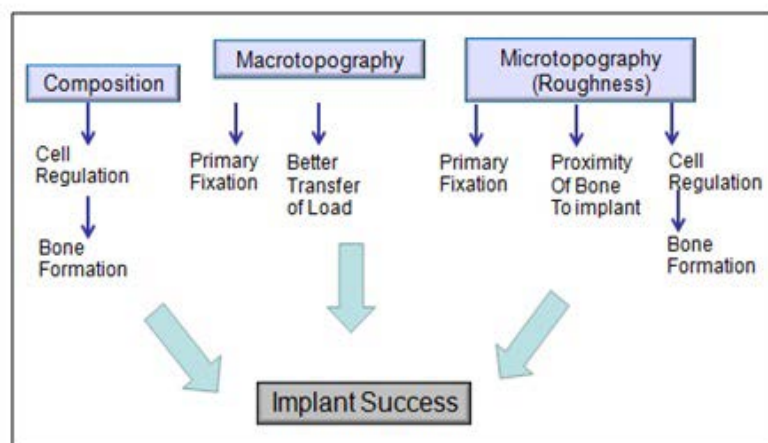 Composition
Macrotopography
Microtopography
(Roughness)
Cell
Regulation
Bone
Formation
Primary
Fixation
Better
Transfer
of Load
Primary
Fixation
Proximity
Of Bone
To implant
Cell
Regulation
Bone
Formation
Implant Success